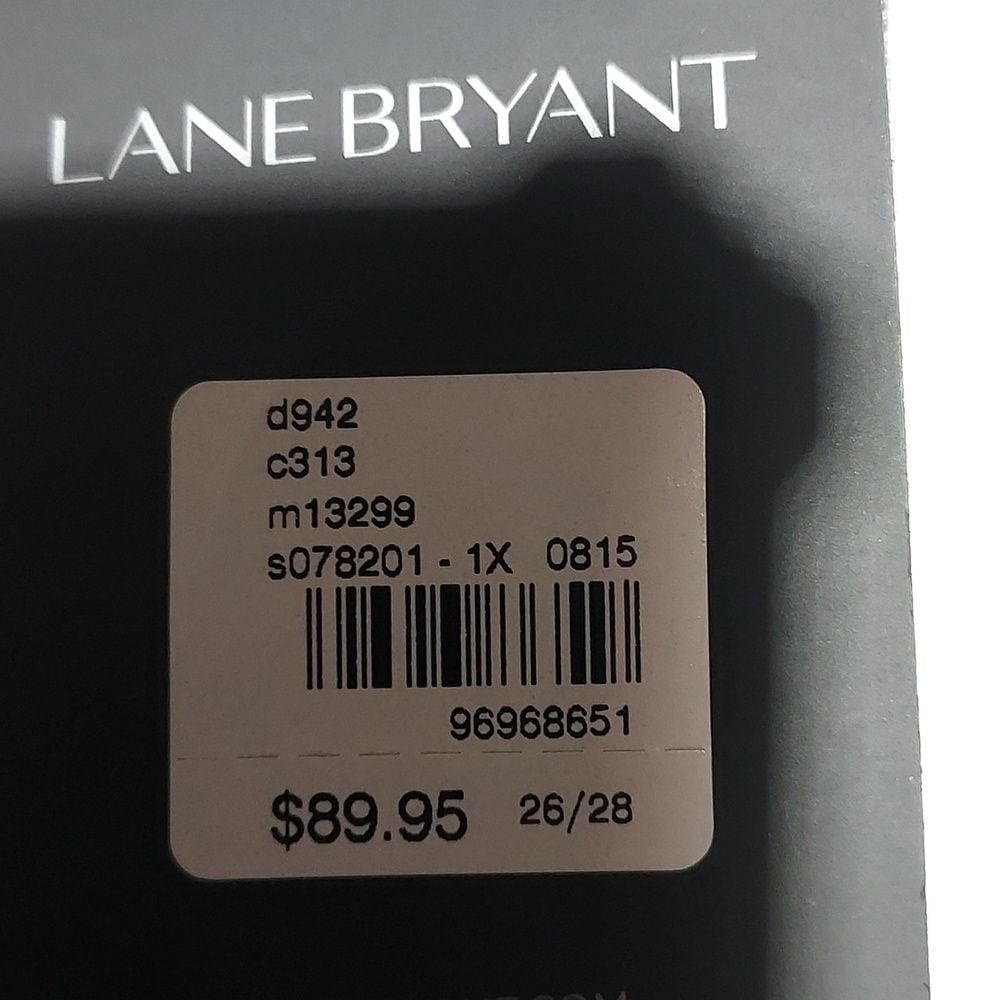 LANE BRYANT
d942
c313
m13299
s078201 - 1X 0815
96968651
$89.95 26/28